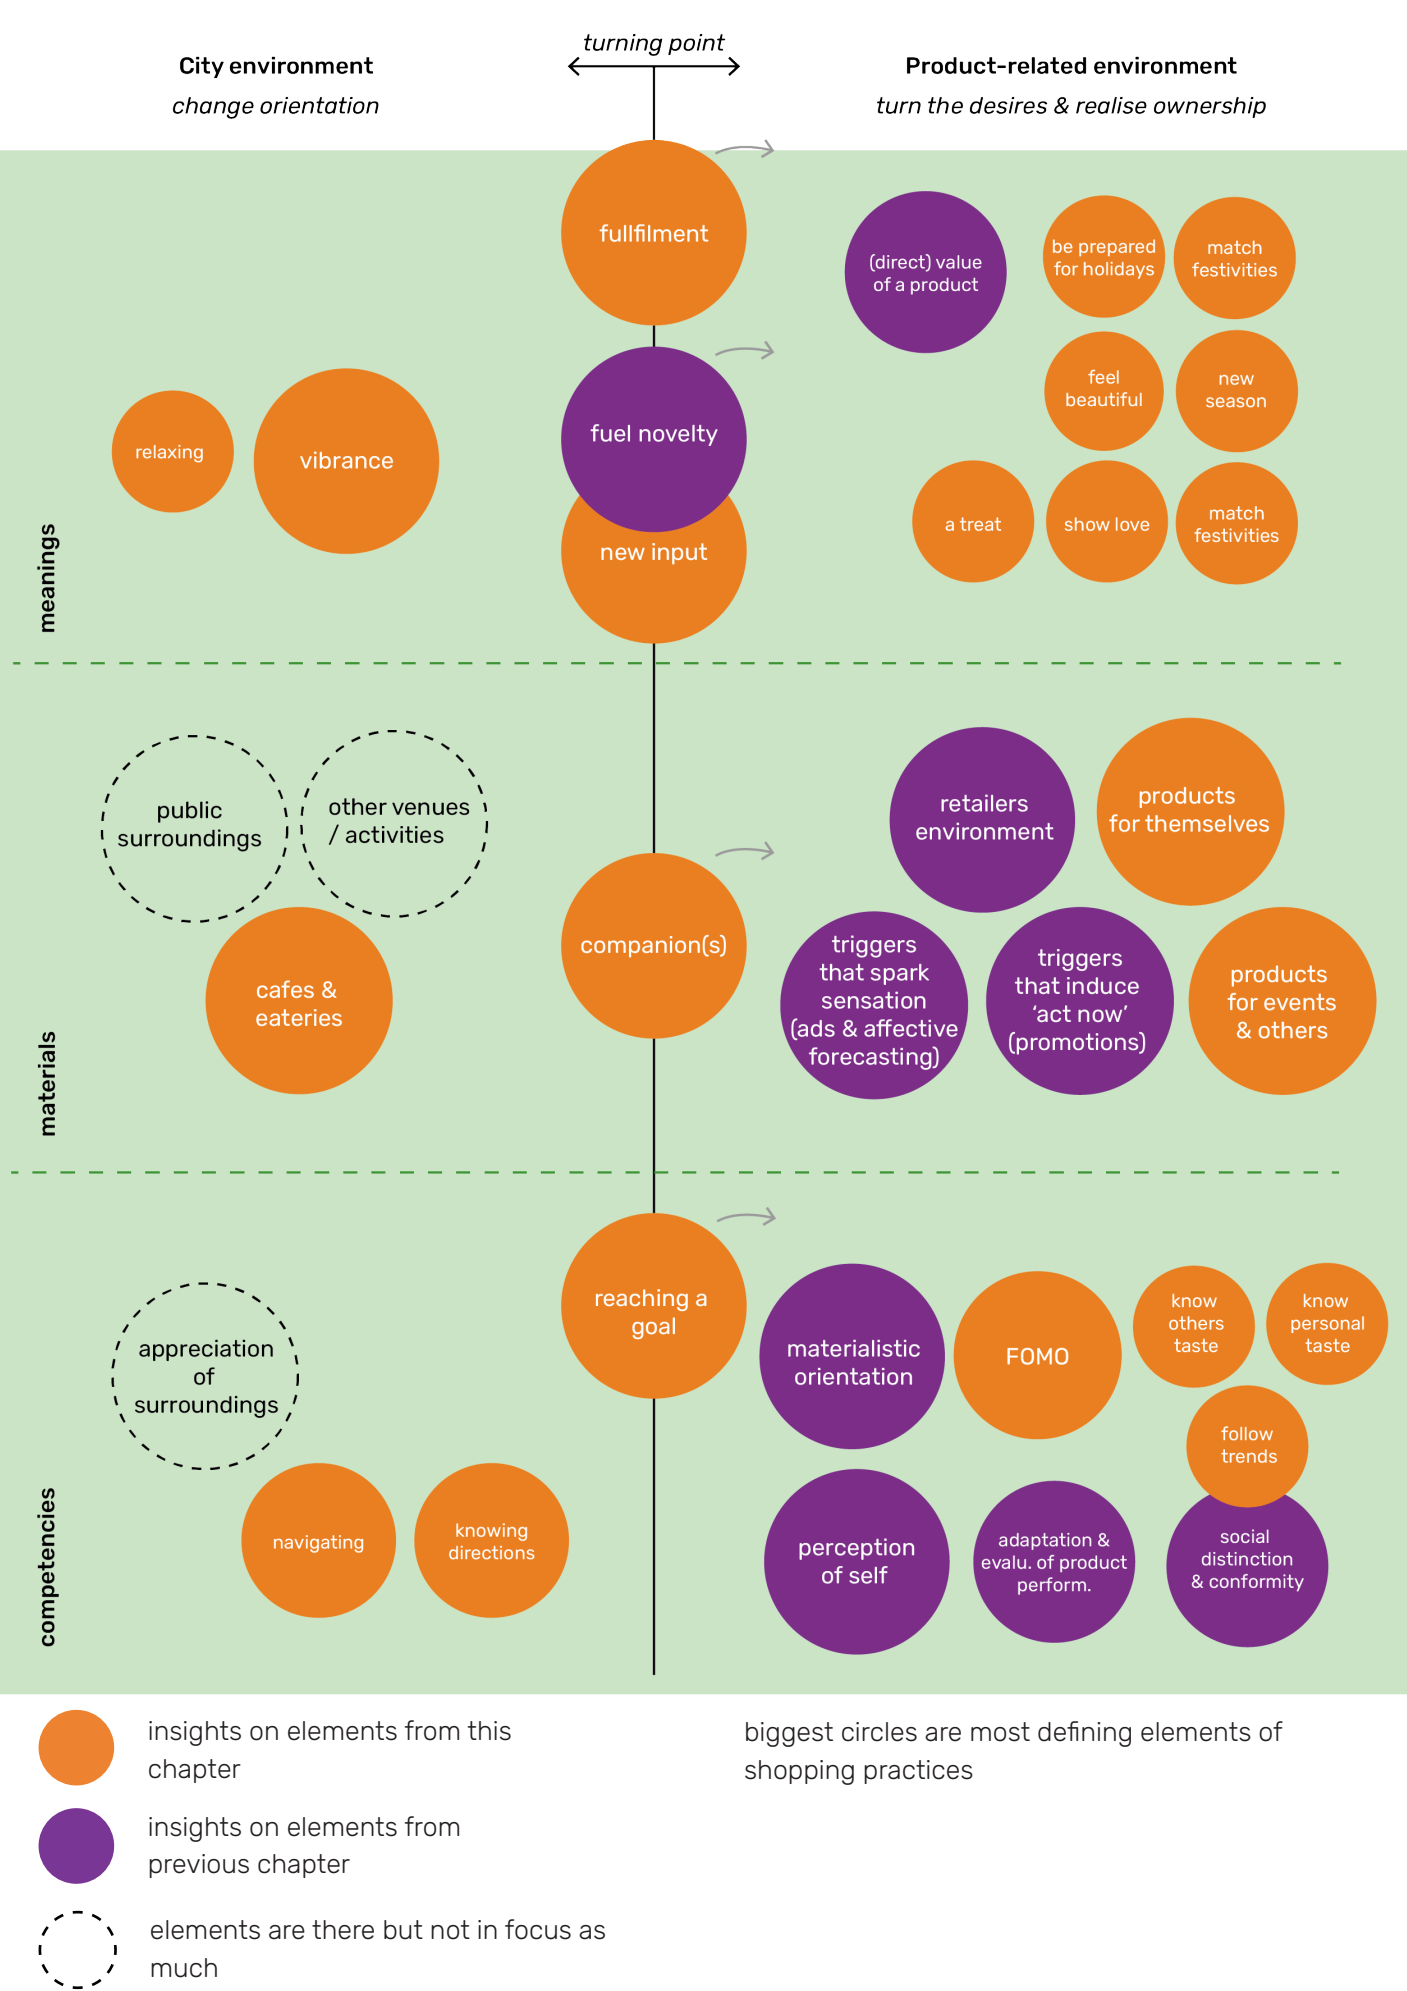 turning point
City environment
change orientation
Product-related environment
turn the desires & realise ownership
meanings
fullfilment
fuel novelty
new input
relaxing
vibrance
(direct) value
of a product
be prepared
for holidays
match
festivities
feel
beautiful
new
season
a treat
show love
match
festivities
materials
public
surroundings
other venues
/ activities
cafes &
eateries
companion(s)
retailers
environment
products
for themselves
triggers
that spark
sensation
(ads & affective
forecasting)
triggers
that induce
‘act now’
(promotions)
products
for events
& others
competencies
appreciation
of
surroundings
navigating
knowing
directions
reaching a
goal
materialistic
orientation
FOMO
know
others
taste
know
personal
taste
follow
trends
perception
of self
adaptation &
evalu. of product
perform.
social
distinction
& conformity
insights on elements from this
chapter
insights on elements from
previous chapter
elements are there but not in focus as
much
biggest circles are most defining elements of
shopping practices